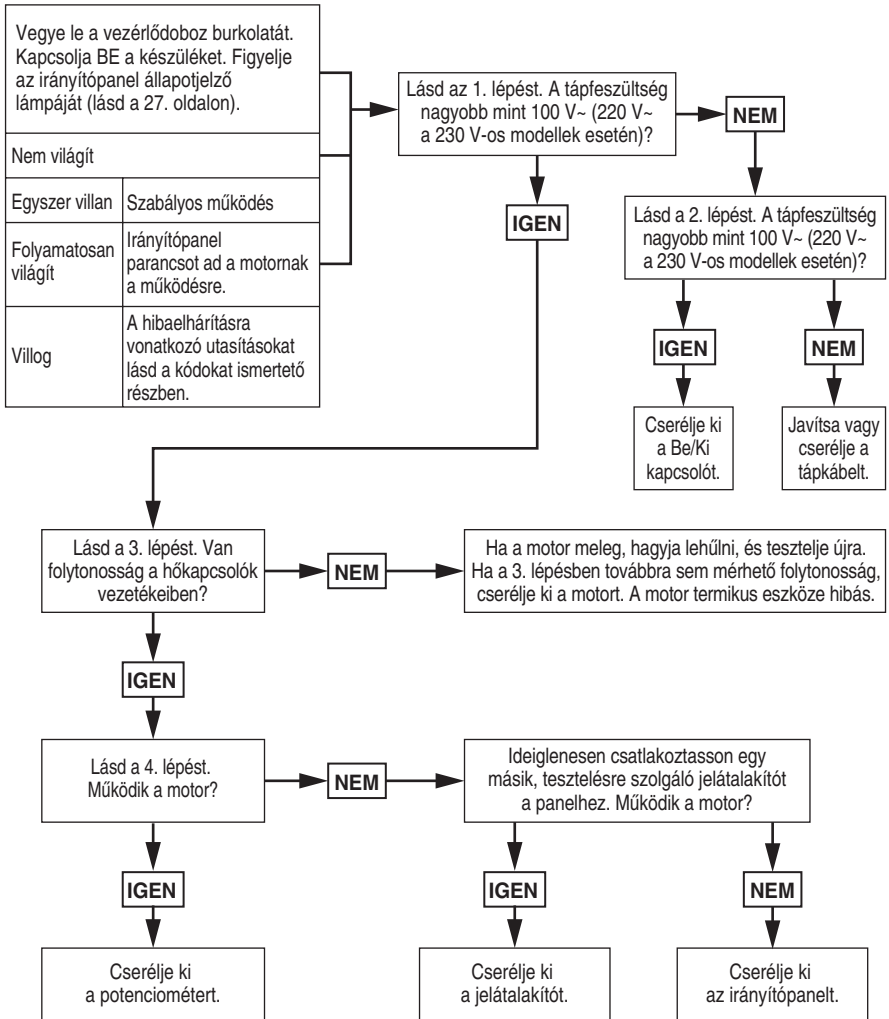 Vegye le a vezérlődoboz burkolatát.
Kapcsolja BE a készüléket. Figyelje
az irányítópanel állapotjelző
lámpáját (lásd a 27. oldalon).
Nem világít
Egyszer villan
Szabályos működés
Folyamatosan
világít
Irányítópanel
parancsot ad a motornak
a működésre.
Villog
A hibaelhárításra
vonatkozó utasításokat
lásd a kódokat ismertető
részben.
Lásd az 1. lépést. A tápfeszültség
nagyobb mint 100 V~ (220 V~
a 230 V-os modellek esetén)?
NEM
IGEN
Lásd a 2. lépést. A tápfeszültség
nagyobb mint 100 V~ (220 V~
a 230 V-os modellek esetén)?
IGEN
NEM
Cserélje ki
a Be/Ki
kapcsolót.
Javítsa vagy
cserélje a
tápkábelt.
Lásd a 3. lépést. Van
folytonosság a hőkapcsolók
vezetékeiben?
NEM
Ha a motor meleg, hagyja lehűlni, és tesztelje újra.
Ha a 3. lépésben továbbra sem mérhető folytonosság,
cserélje ki a motort. A motor termikus eszköze hibás.
IGEN
Lásd a 4. lépést.
Működik a motor?
NEM
Ideiglenesen csatlakoztasson egy
másik, tesztelésre szolgáló jelátalakítót
a panelhez. Működik a motor?
IGEN
IGEN
NEM
Cserélje ki
a potenciométert.
Cserélje ki
a jelátalakítót.
Cserélje ki
az irányítópanelt.